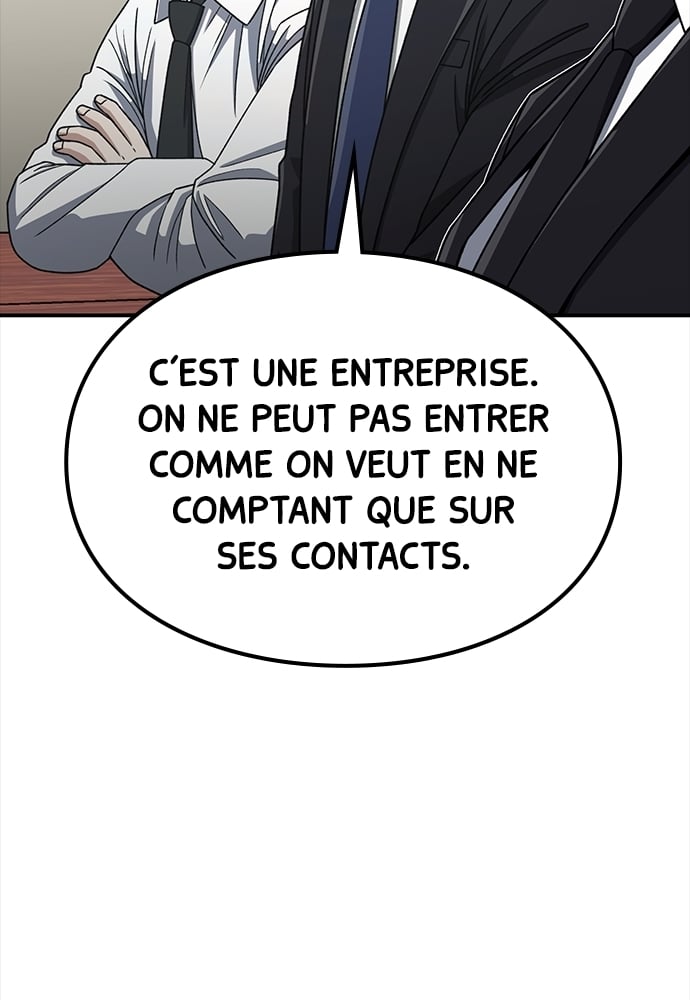 C'EST UNE ENTREPRISE.
ON NE PEUT PAS ENTRER
COMME ON VEUT EN NE
COMPTANT QUE SUR
SES CONTACTS.